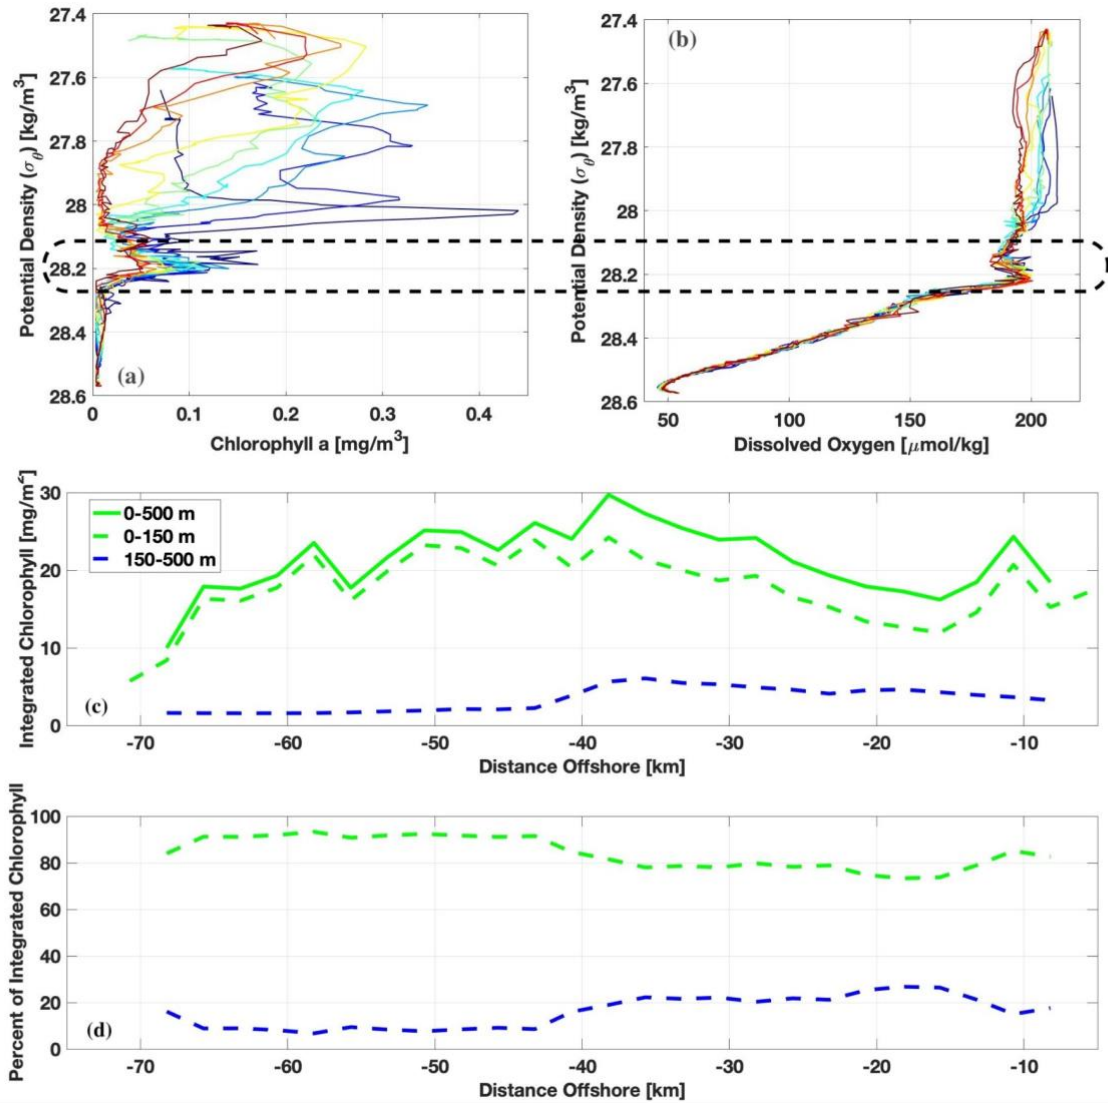 27.4
27.6
27.8
28
28.2
28.4
28.6
Potential Density (σθ) [kg/m³]
(a)
0 0.1 0.2 0.3 0.4
Chlorophyll a [mg/m³]
27.4
27.6
27.8
28
28.2
28.4
28.6
Potential Density (σθ) [kg/m³]
(b)
50 100 150 200
Dissolved Oxygen [μmol/kg]
30
20
10
0
Integrated Chlorophyll [mg/m²]
0-500 m
0-150 m
150-500 m
(c)
-70 -60 -50 -40 -30 -20 -10
Distance Offshore [km]
100
80
60
40
20
0
Percent of Integrated Chlorophyll
(d)
-70 -60 -50 -40 -30 -20 -10
Distance Offshore [km]